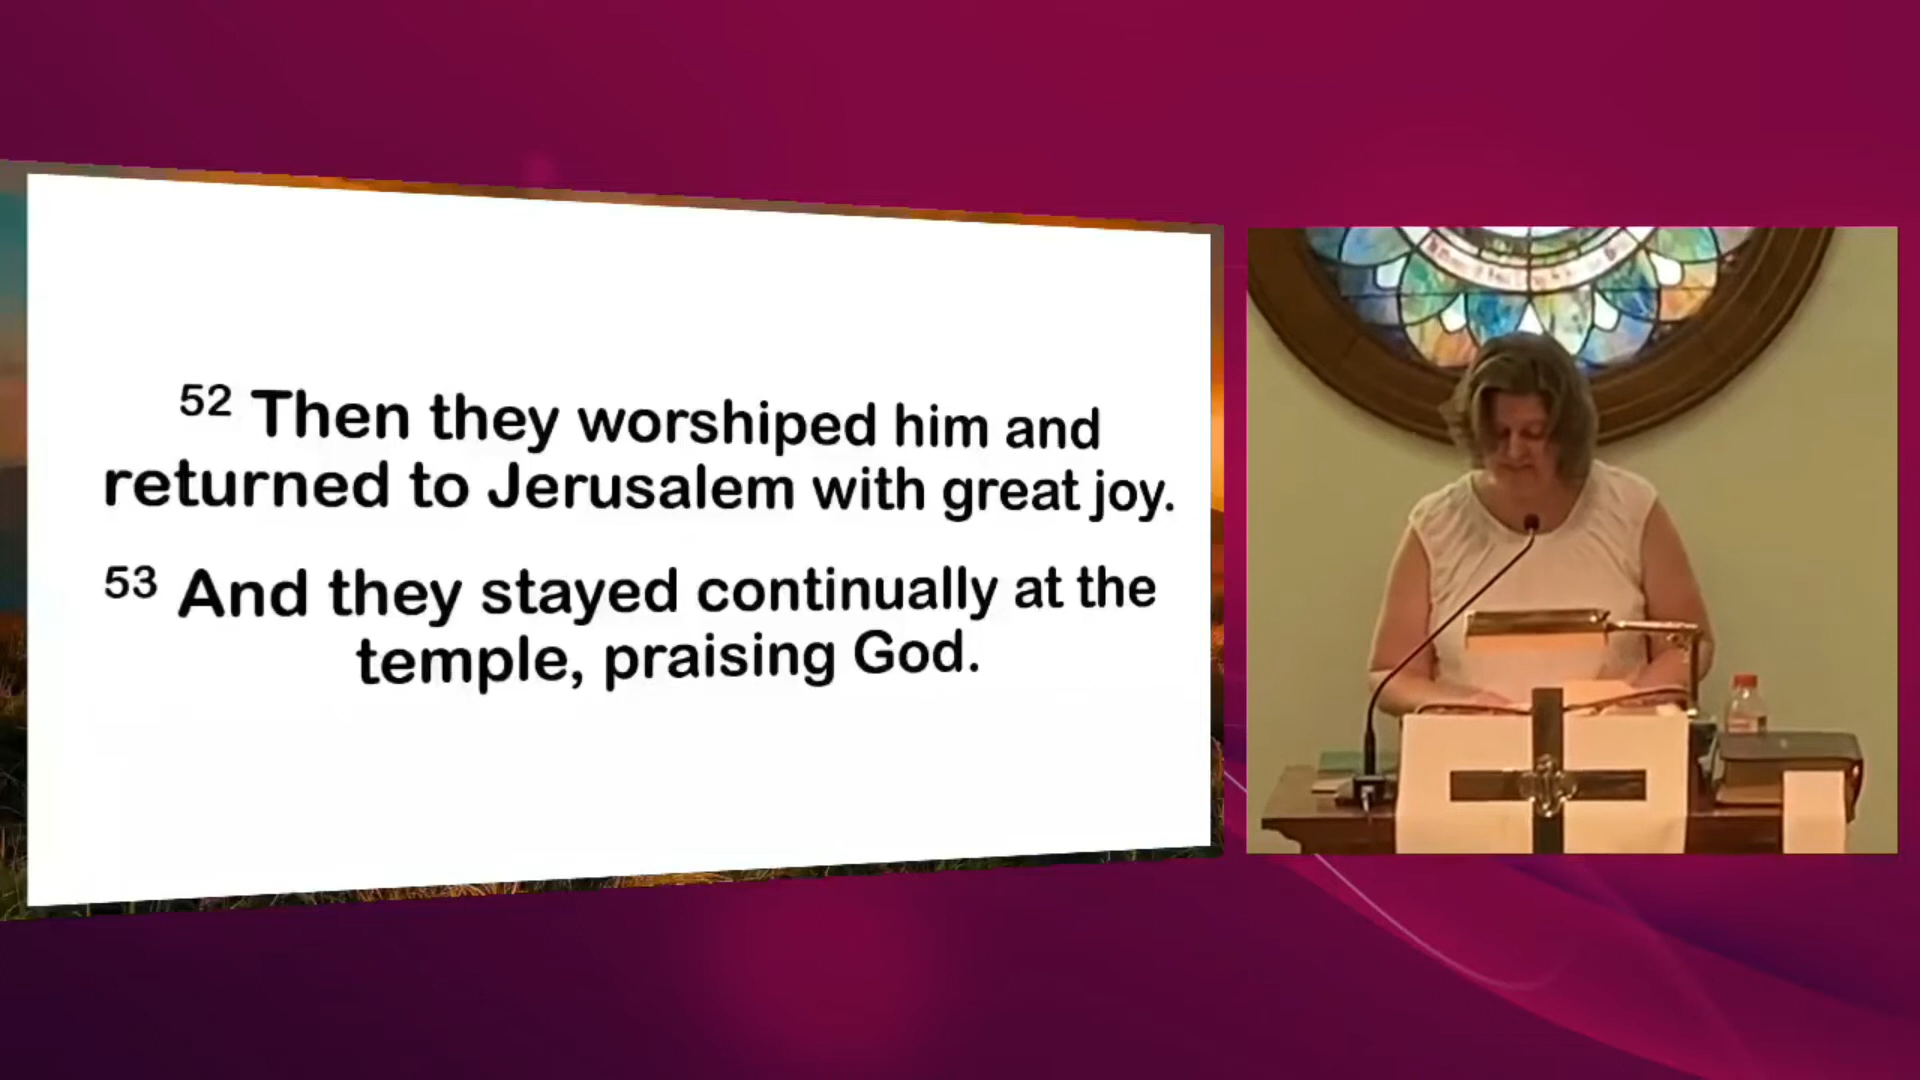 52 Then they worshiped him and
returned to Jerusalem with great joy.
53 And they stayed continually at the
temple, praising God.